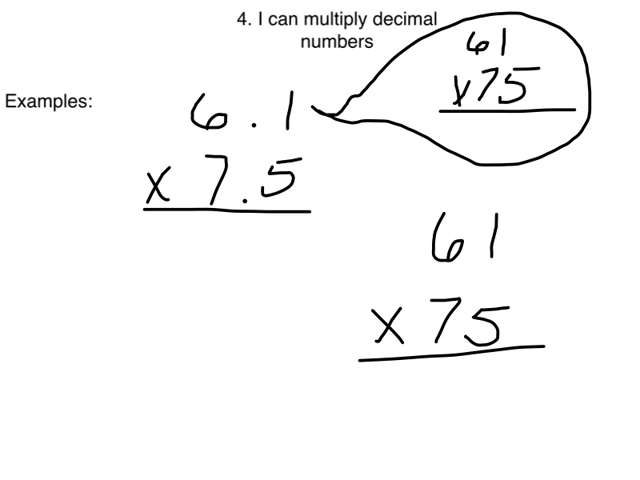 4. I can multiply decimal
numbers
Examples:
6.1
x 7.5
61
x75
61
x 75